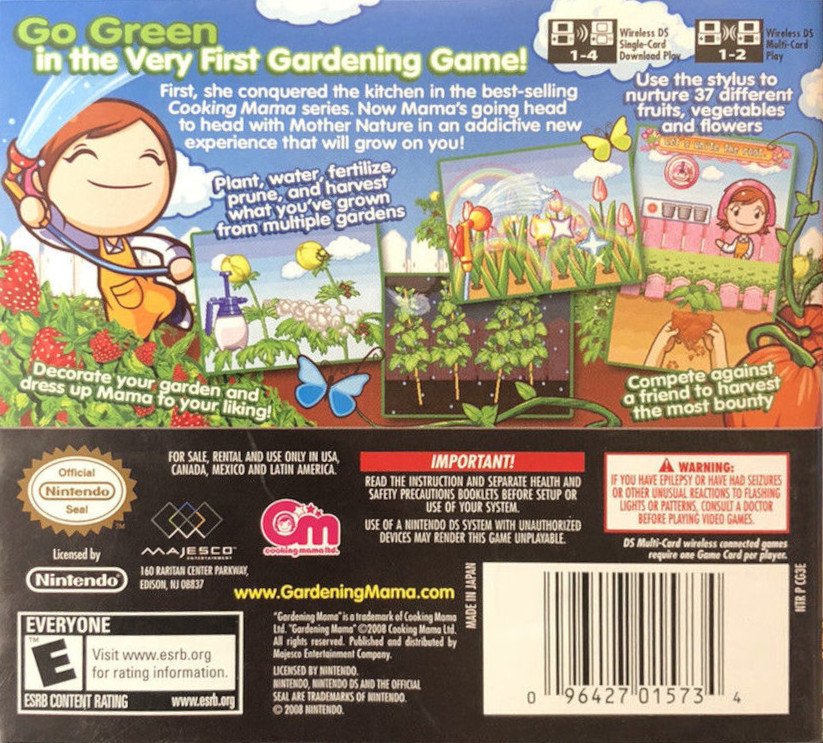 Go Green
in the Very First Gardening Game!
1-4
Wireless DS
Single-Card
Download Play
1-2
Wireless DS
Multi-Card
Play
First, she conquered the kitchen in the best-selling
Cooking Mama series. Now Mama's going head
to head with Mother Nature in an addictive new
experience that will grow on you!
Use the stylus to
nurture 37 different
fruits, vegetables
and flowers
Plant, water, fertilize,
prune, and harvest
what you've grown
from multiple gardens
Decorate your garden and
dress up Mama to your liking!
Compete against
a friend to harvest
the most bounty
Official
Nintendo
Seal
TM
Licensed by
Nintendo
FOR SALE, RENTAL AND USE ONLY IN USA,
CANADA, MEXICO AND LATIN AMERICA.
MAJESCO
ENTERTAINMENT
160 RARITAN CENTER PARKWAY,
EDISON, NJ 08837
cooking mama ltd.
IMPORTANT!
READ THE INSTRUCTION AND SEPARATE HEALTH AND
SAFETY PRECAUTIONS BOOKLETS BEFORE SETUP OR
USE OF YOUR SYSTEM.
USE OF A NINTENDO DS SYSTEM WITH UNAUTHORIZED
DEVICES MAY RENDER THIS GAME UNPLAYABLE.
WARNING:
IF YOU HAVE EPILEPSY OR HAVE HAD SEIZURES
OR OTHER UNUSUAL REACTIONS TO FLASHING
LIGHTS OR PATTERNS, CONSULT A DOCTOR
BEFORE PLAYING VIDEO GAMES.
DS Multi-Card wireless connected games
require one Game Card per player.
www.GardeningMama.com
"Gardening Mama" is a trademark of Cooking Mama
Ltd. "Gardening Mama" ©2008 Cooking Mama Ltd.
All rights reserved. Published and distributed by
Majesco Entertainment Company.
LICENSED BY NINTENDO.
NINTENDO, NINTENDO DS AND THE OFFICIAL
SEAL ARE TRADEMARKS OF NINTENDO.
© 2008 NINTENDO.
MADE IN JAPAN
NTR P CG3E
EVERYONE
TM
E
Visit www.esrb.org
for rating information.
ESRB CONTENT RATING www.esrb.org
0 96427 01573 4